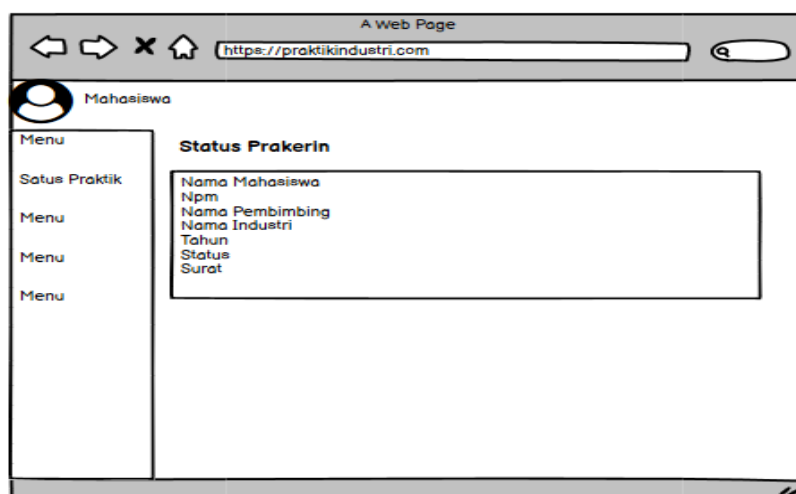 A Web Page
https://praktikindustri.com
Mahasiswa
Menu
Satus Praktik
Menu
Menu
Menu
Status Prakerin
Nama Mahasiswa
Npm
Nama Pembimbing
Nama Industri
Tahun
Status
Surat